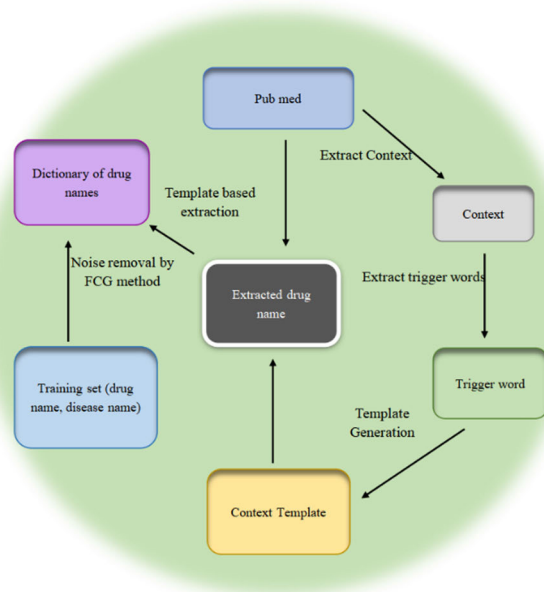 Pub med
Extract Context
Dictionary of drug
names
Template based
extraction
Context
Noise removal by
FCG method
Extract trigger words
Extracted drug
name
Training set (drug
name, disease name)
Trigger word
Template
Generation
Context Template